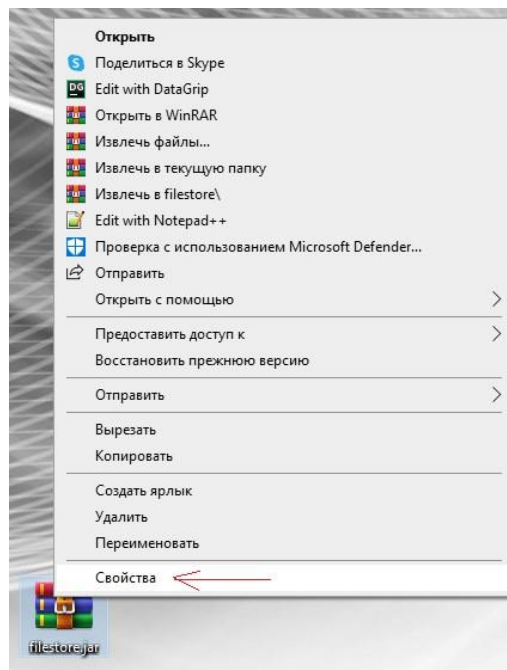 Открыть
Поделиться в Skype
DG Edit with DataGrip
Открыть в WinRAR
Извлечь файлы...
Извлечь в текущую папку
Извлечь в filestore\
Edit with Notepad++
Проверка с использованием Microsoft Defender...
Отправить
Открыть с помощью
Предоставить доступ к
Восстановить прежнюю версию
Отправить
Вырезать
Копировать
Создать ярлык
Удалить
Переименовать
Свойства
filestore.jar